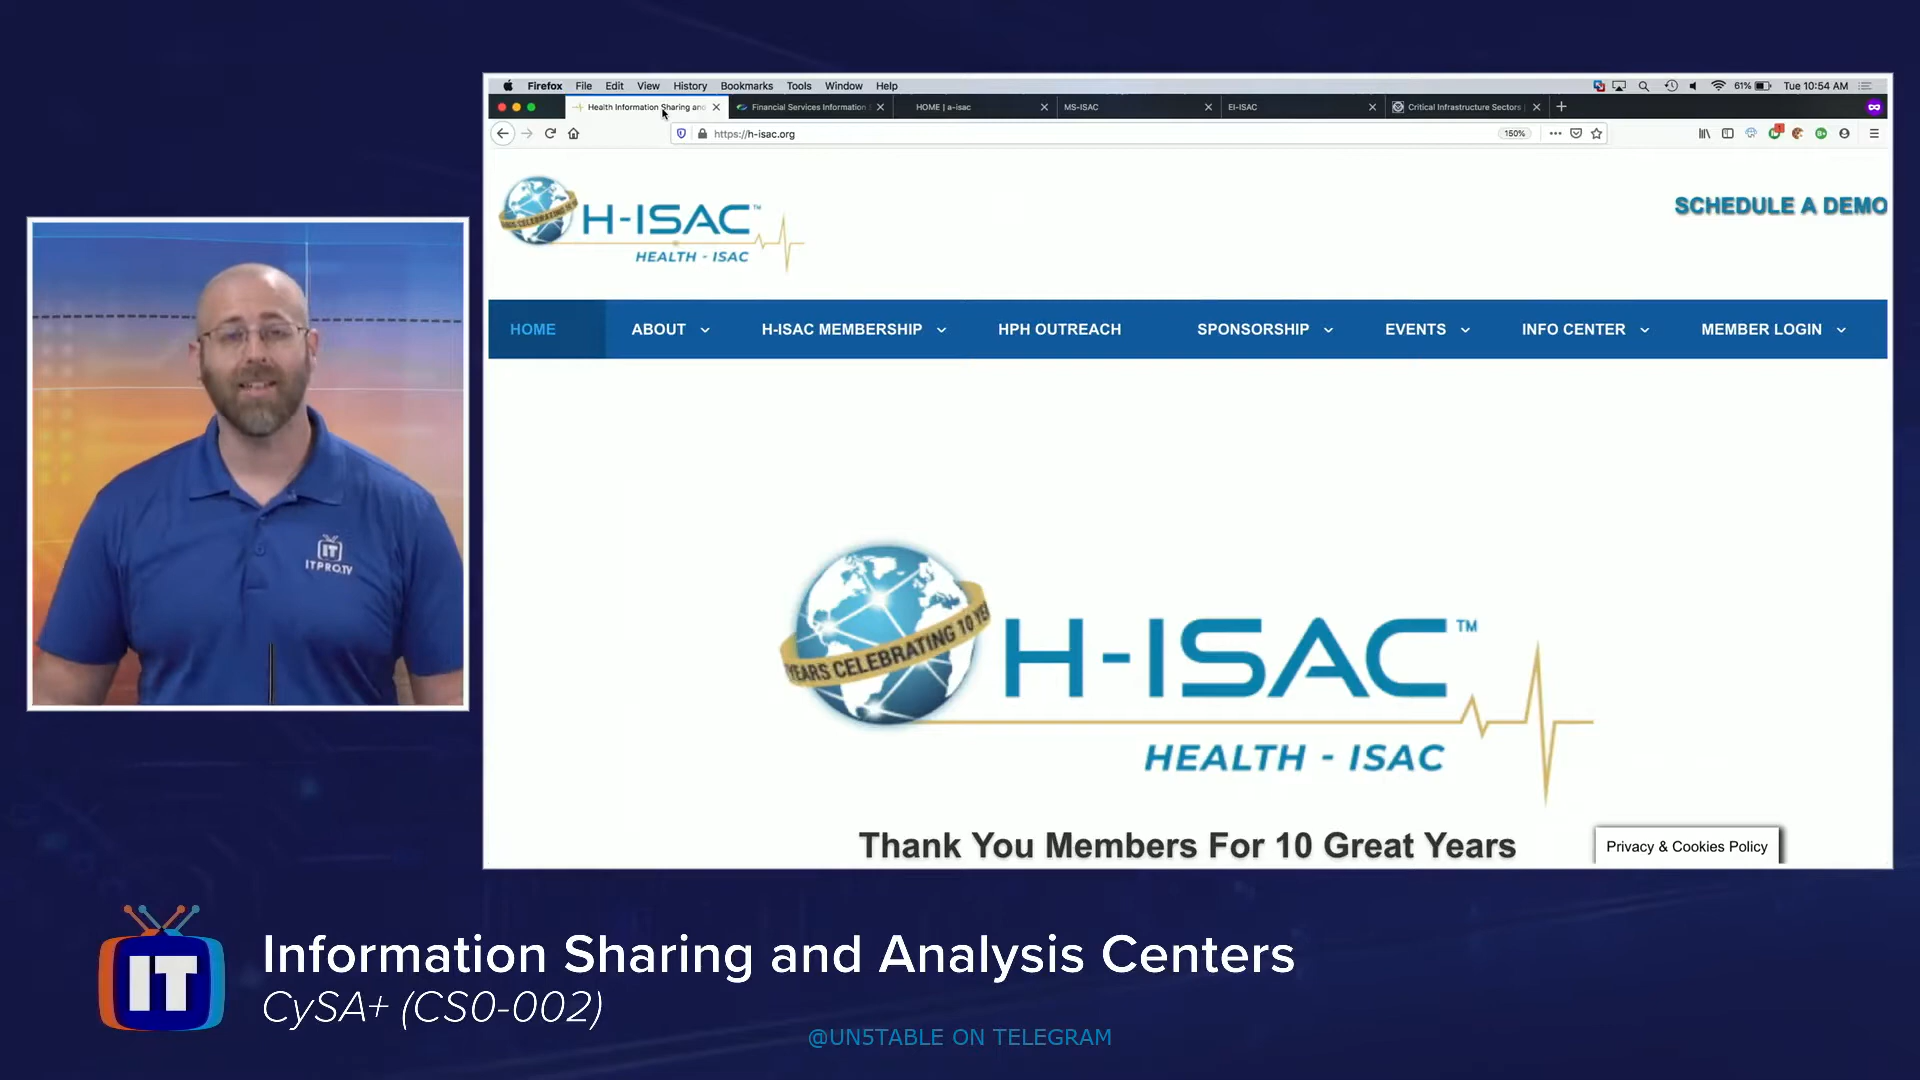 Firefox File Edit View History Bookmarks Tools Window Help 61% Tue 10:54 AM
Health Information Sharing and Financial Services Information HOME | a-isac MS-ISAC EI-ISAC Critical Infrastructure Sectors
https://h-isac.org 150%
CELEBRATING
H-ISAC™
HEALTH - ISAC
SCHEDULE A DEMO
HOME ABOUT H-ISAC MEMBERSHIP HPH OUTREACH SPONSORSHIP EVENTS INFO CENTER MEMBER LOGIN
YEARS CELEBRATING 10 YE
H-ISAC™
HEALTH - ISAC
Thank You Members For 10 Great Years
Privacy & Cookies Policy
IT
ITPRO.TV
IT
Information Sharing and Analysis Centers
CySA+ (CS0-002)
@UN5TABLE ON TELEGRAM